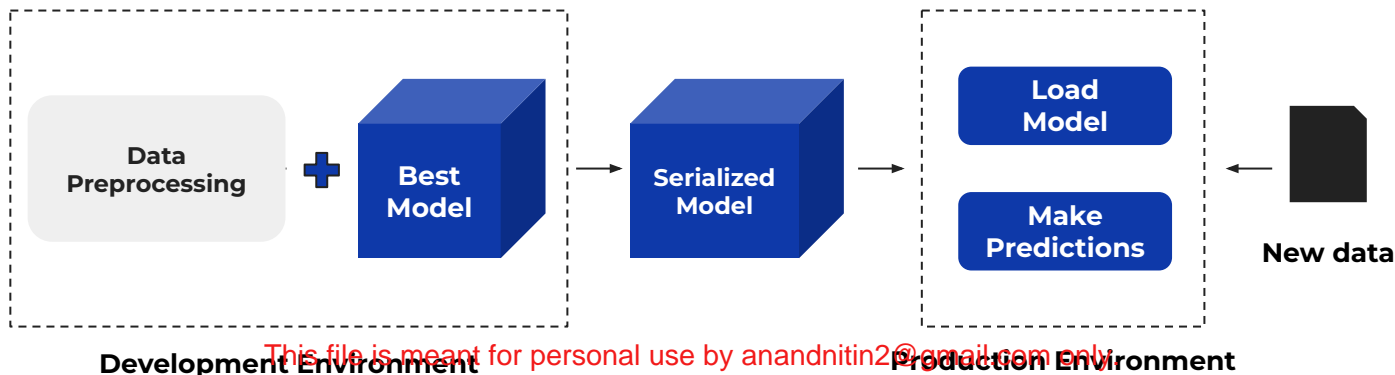 Data
Preprocessing
Best
Model
Serialized
Model
Load
Model
Make
Predictions
New data
Development Environment
This file is meant for personal use by anandnitin2@gmail.com only.
Production Environment